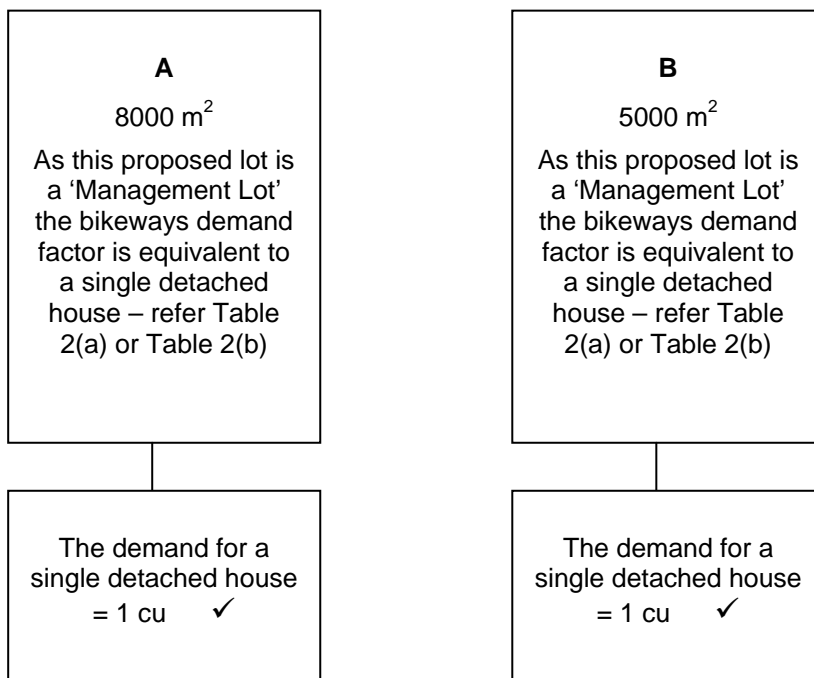 A
8000 m²
As this proposed lot is
a ‘Management Lot’
the bikeways demand
factor is equivalent to
a single detached
house – refer Table
2(a) or Table 2(b)
The demand for a
single detached house
= 1 cu ✓
B
5000 m²
As this proposed lot is
a ‘Management Lot’
the bikeways demand
factor is equivalent to
a single detached
house – refer Table
2(a) or Table 2(b)
The demand for a
single detached house
= 1 cu ✓